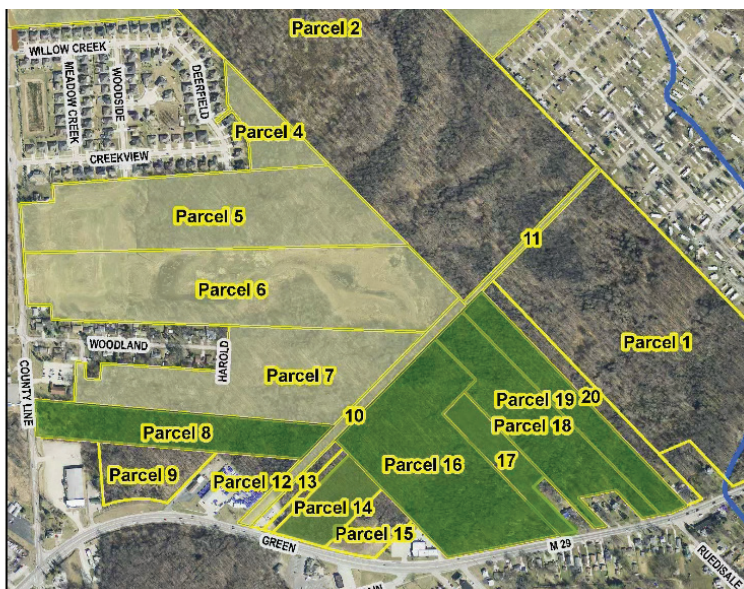 Parcel 2
WILLOW CREEK
MEADOW CREEK
WOODSIDE
DEERFIELD
Parcel 4
CREEKVIEW
Parcel 5
11
Parcel 6
WOODLAND
HAROLD
Parcel 7
Parcel 1
COUNTY LINE
10
Parcel 19
20
Parcel 8
Parcel 18
Parcel 16
17
Parcel 9
Parcel 12
13
Parcel 14
Parcel 15
GREEN
M 29
RUEDISALE